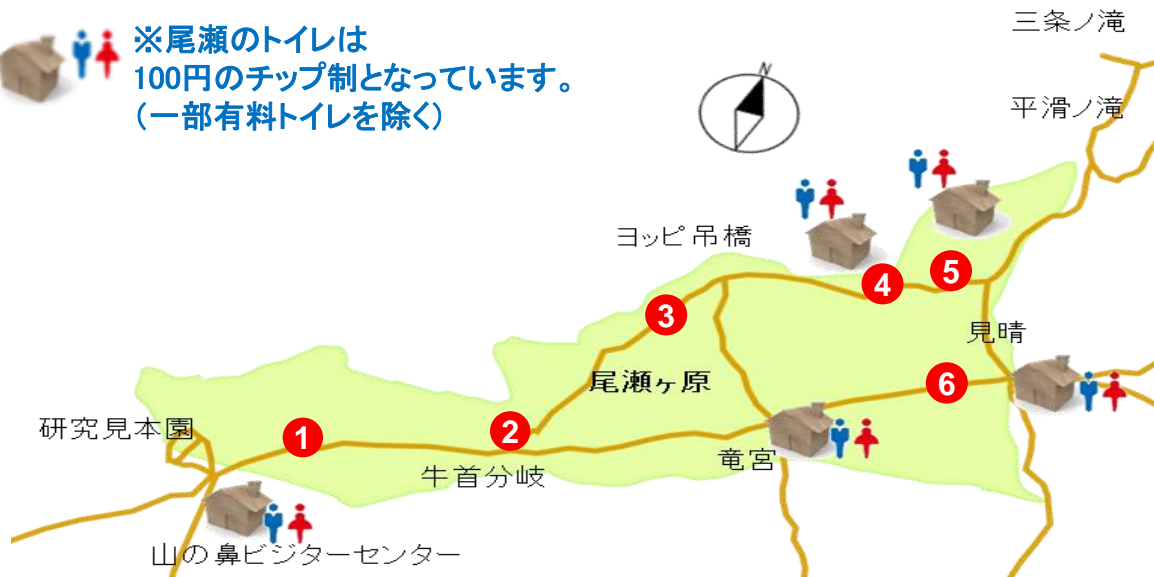 ※尾瀬のトイレは
100円のチップ制となっています。
（一部有料トイレを除く）
N
三条ノ滝
平滑ノ滝
ヨッピ吊橋
4
5
3
見晴
尾瀬ヶ原
6
研究見本園
1
2
牛首分岐
竜宮
山の鼻ビジターセンター